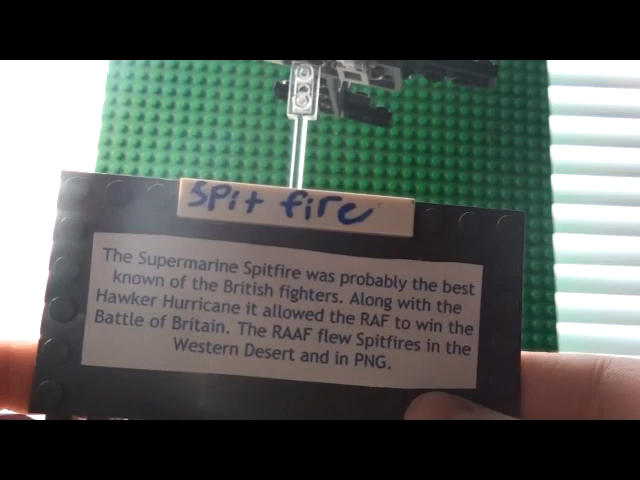 spit fire
The Supermarine Spitfire was probably the best
known of the British fighters. Along with the
Hawker Hurricane it allowed the RAF to win the
Battle of Britain. The RAAF flew Spitfires in the
Western Desert and in PNG.